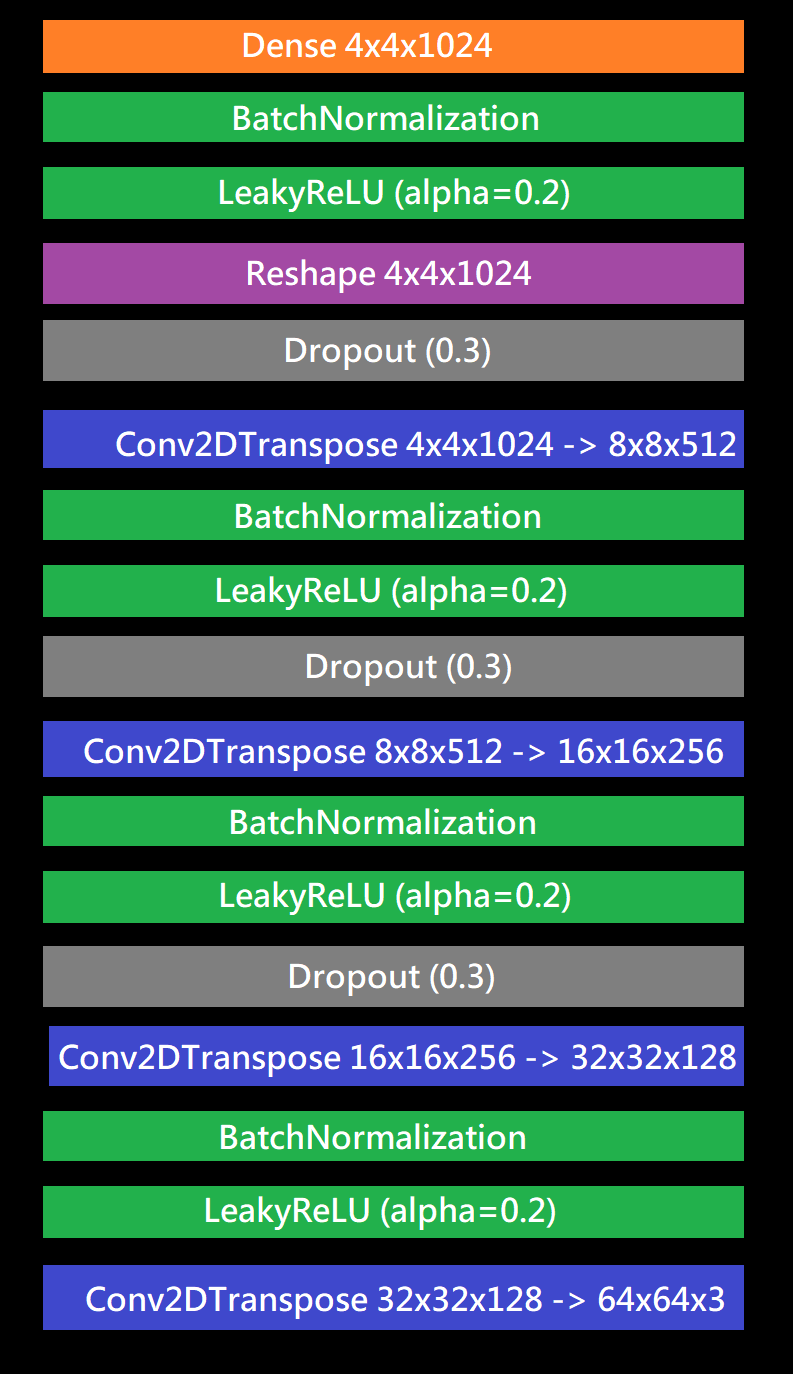 Dense 4x4x1024
BatchNormalization
LeakyReLU (alpha=0.2)
Reshape 4x4x1024
Dropout (0.3)
Conv2DTranspose 4x4x1024 -> 8x8x512
BatchNormalization
LeakyReLU (alpha=0.2)
Dropout (0.3)
Conv2DTranspose 8x8x512 -> 16x16x256
BatchNormalization
LeakyReLU (alpha=0.2)
Dropout (0.3)
Conv2DTranspose 16x16x256 -> 32x32x128
BatchNormalization
LeakyReLU (alpha=0.2)
Conv2DTranspose 32x32x128 -> 64x64x3